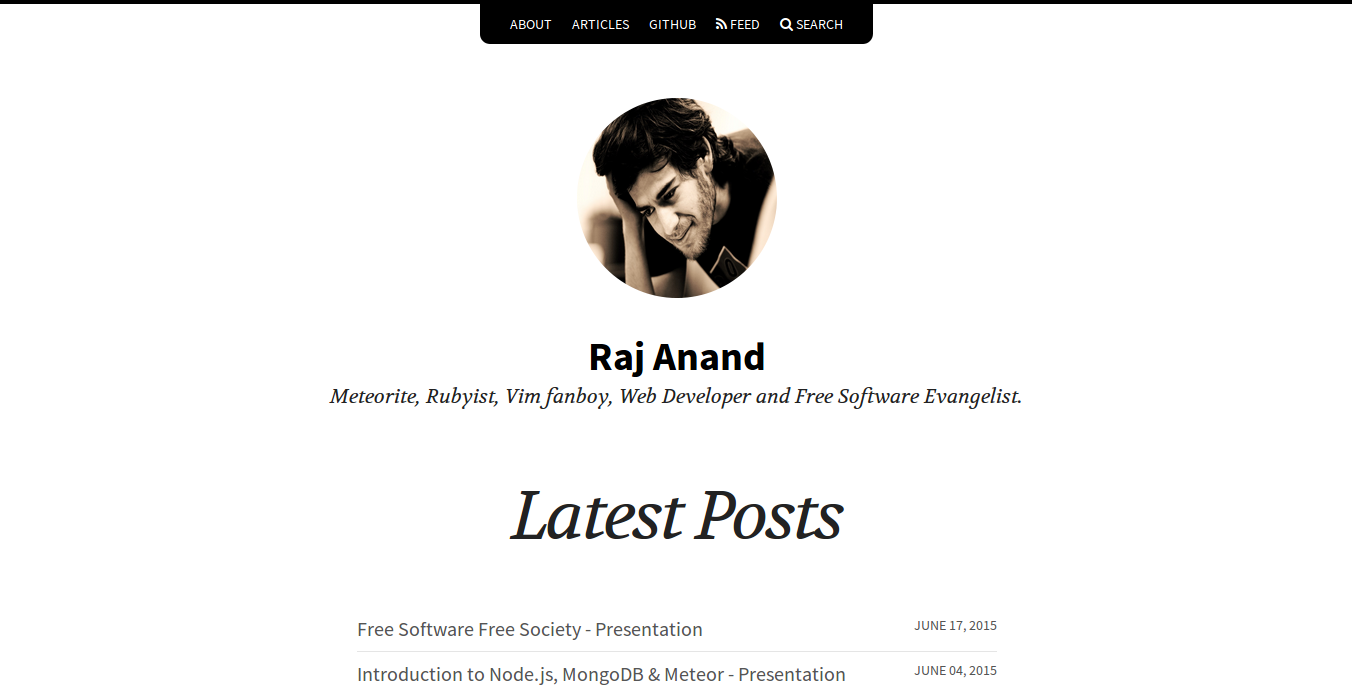 ABOUT ARTICLES GITHUB FEED SEARCH
Raj Anand
Meteorite, Rubyist, Vim fanboy, Web Developer and Free Software Evangelist.
Latest Posts
Free Software Free Society - Presentation JUNE 17, 2015
Introduction to Node.js, MongoDB & Meteor - Presentation JUNE 04, 2015